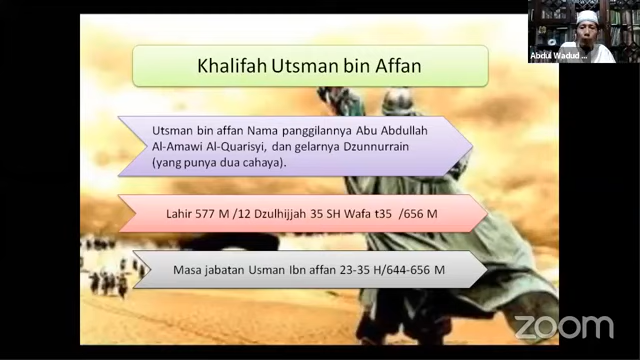 Khalifah Utsman bin Affan
Abdul Wadud ...
Utsman bin affan Nama panggilannya Abu Abdullah
Al-Amawi Al-Quarisyi, dan gelarnya Dzunnurrain
(yang punya dua cahaya).
Lahir 577 M /12 Dzulhijjah 35 SH Wafa t35 /656 M
Masa jabatan Usman Ibn affan 23-35 H/644-656 M
zoom